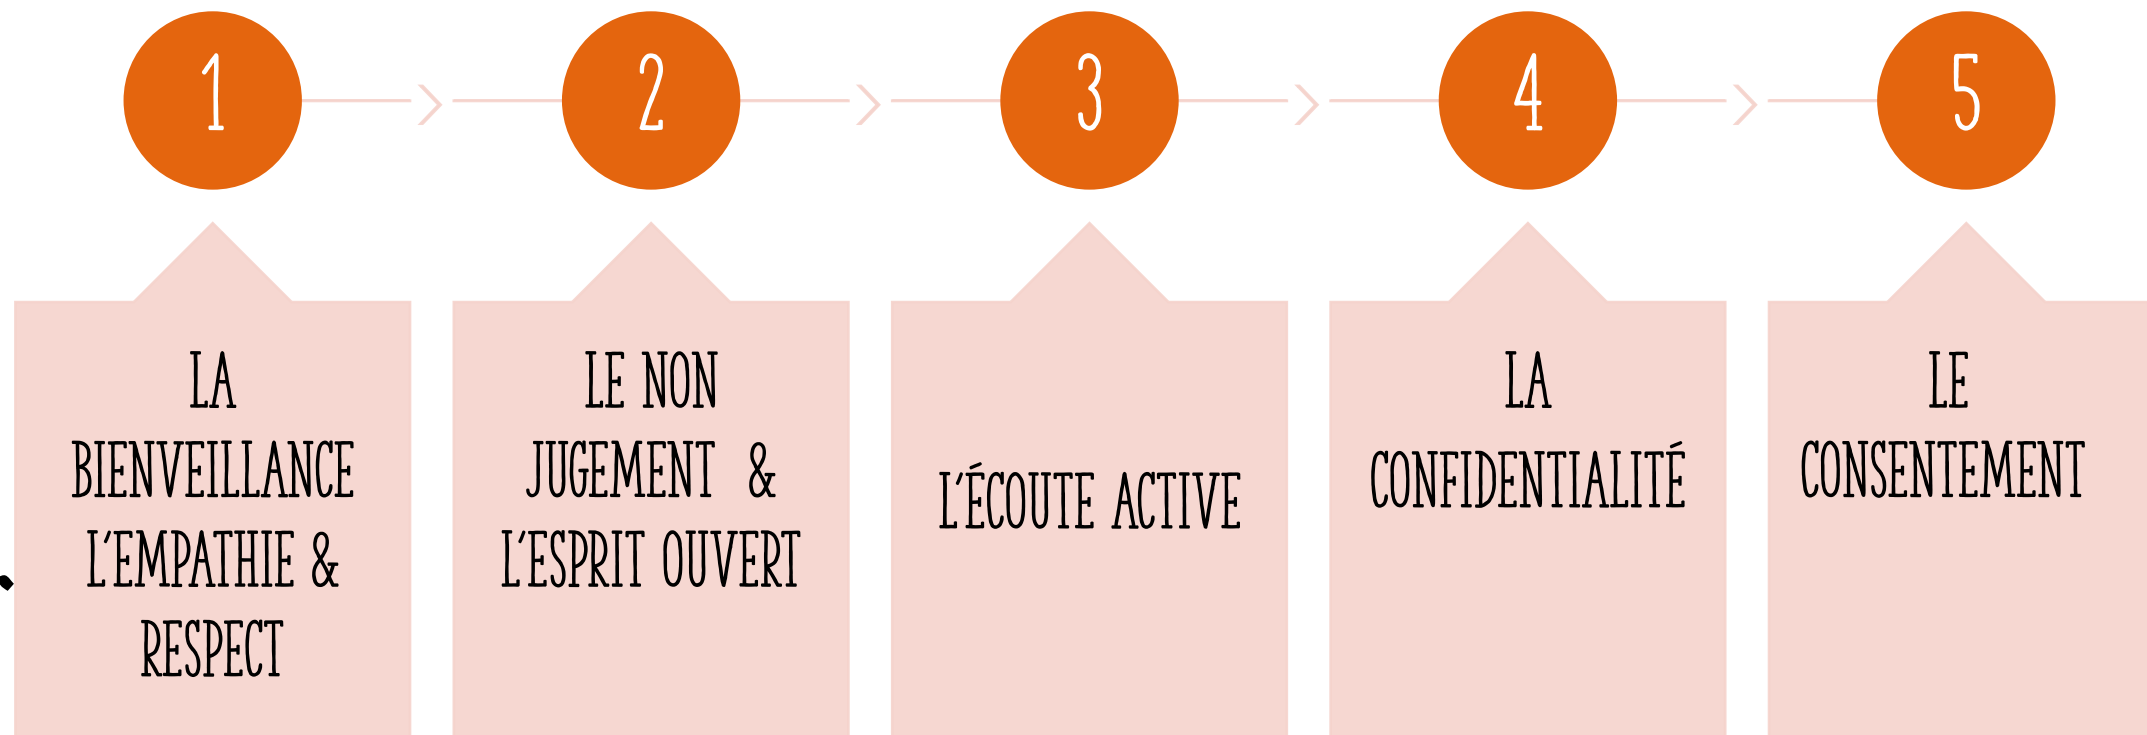 1
2
3
4
5
LA
BIENVEILLANCE
L'EMPATHIE &
RESPECT
LE NON
JUGEMENT &
L'ESPRIT OUVERT
L'ÉCOUTE ACTIVE
LA
CONFIDENTIALITÉ
LE
CONSENTEMENT